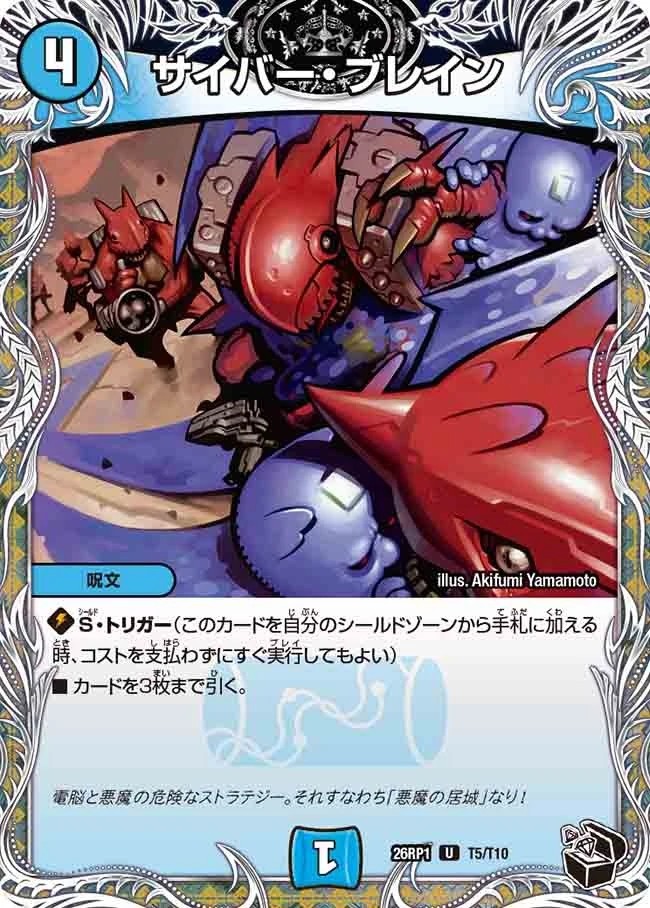 4
サイバー・ブレイン
呪文
illus. Akifumi Yamamoto
S・トリガー(このカードを自分のシールドゾーンから手札に加える
時、コストを支払わずにすぐ実行してもよい)
■ カードを3枚まで引く。
電脳と悪魔の危険なストラテジー。それすなわち「悪魔の居城」なり!
1
26RP1 U T5/T10